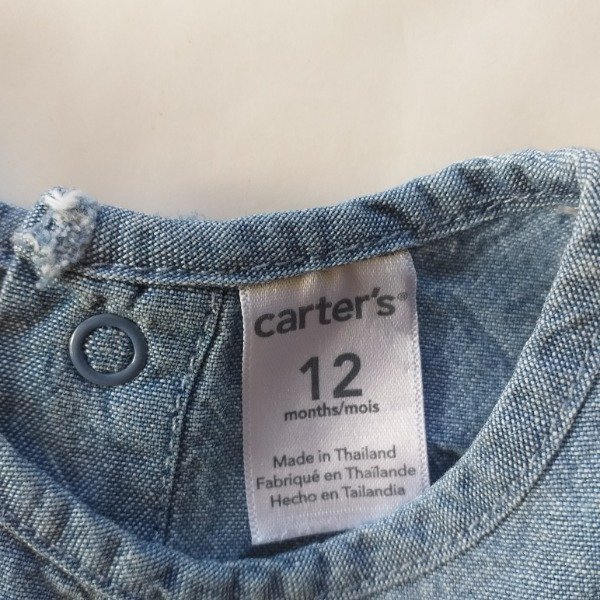 carter's®
12
months/mois
Made in Thailand
Fabriqué en Thaïlande
Hecho en Tailandia